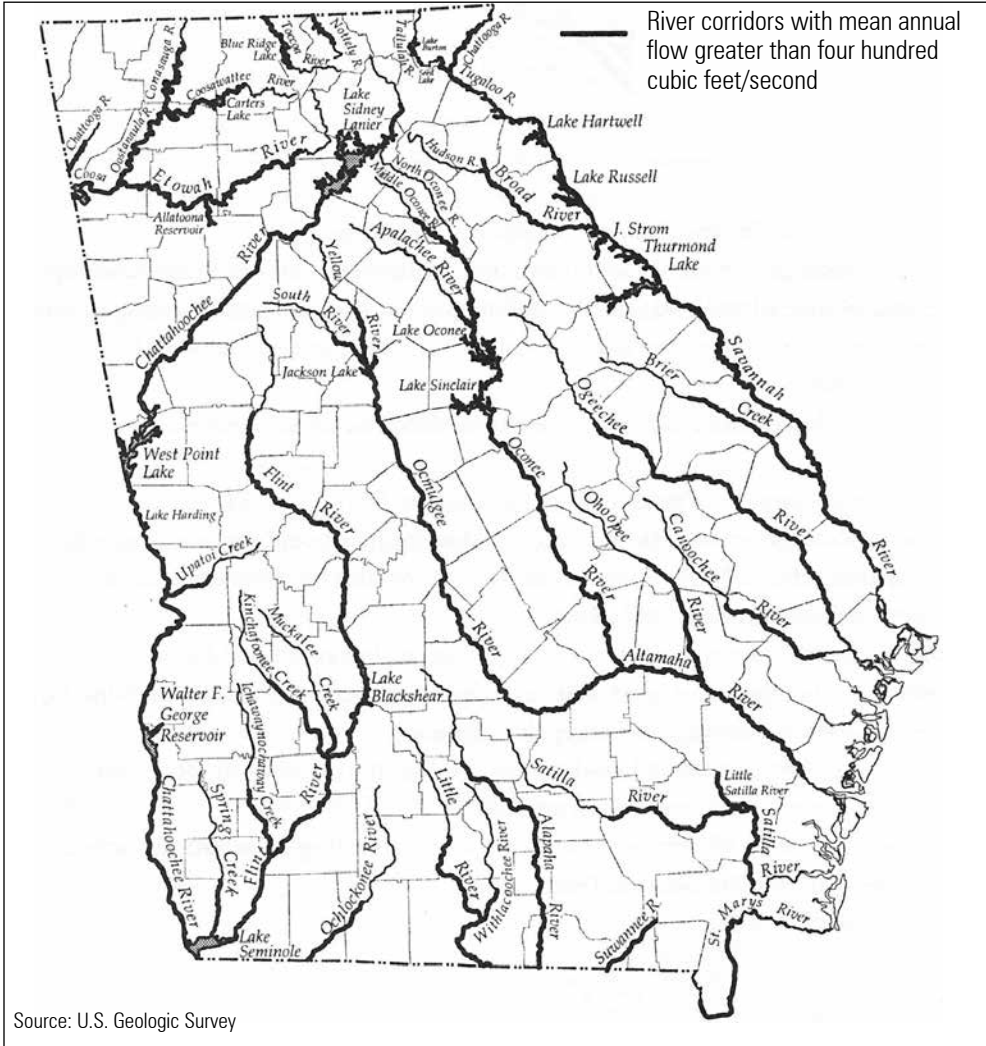 River corridors with mean annual
flow greater than four hundred
cubic feet/second
Conasauga R.
Blue Ridge
Lake
Toccoa
River
Nottely R.
Tallulah R.
Lake
Burton
Seed
Lake
Chattooga R.
Tugaloo R.
Chattooga R.
Oostanaula R.
Coosawattee
River
Carters
Lake
Lake
Sidney
Lanier
Lake Hartwell
Hudson R.
Coosa
Etowah
River
North Oconee R.
Middle Oconee R.
Broad
River
Lake Russell
Allatoona
Reservoir
J. Strom
Thurmond
Lake
Apalachee River
Chattahoochee
River
Yellow
River
South
River
Lake Oconee
Savannah
River
Jackson Lake
Lake Sinclair
Brier
Creek
Ogeechee
River
West Point
Lake
Flint
River
Ocmulgee
River
Oconee
River
Ohoopee
River
Canoochee
River
Lake Harding
Upatoi Creek
Kinchafoonee Creek
Muckalee
Creek
Altamaha
River
Lake
Blackshear
Walter F.
George
Reservoir
Ichawaynochaway Creek
Satilla
River
Little
Satilla River
Satilla
River
Chattahoochee River
Springs
Creek
Flint
River
Ochlockonee River
Little
River
Withlacoochee River
Alapaha
River
Suwannee R.
St. Marys River
Lake
Seminole
Source: U.S. Geologic Survey